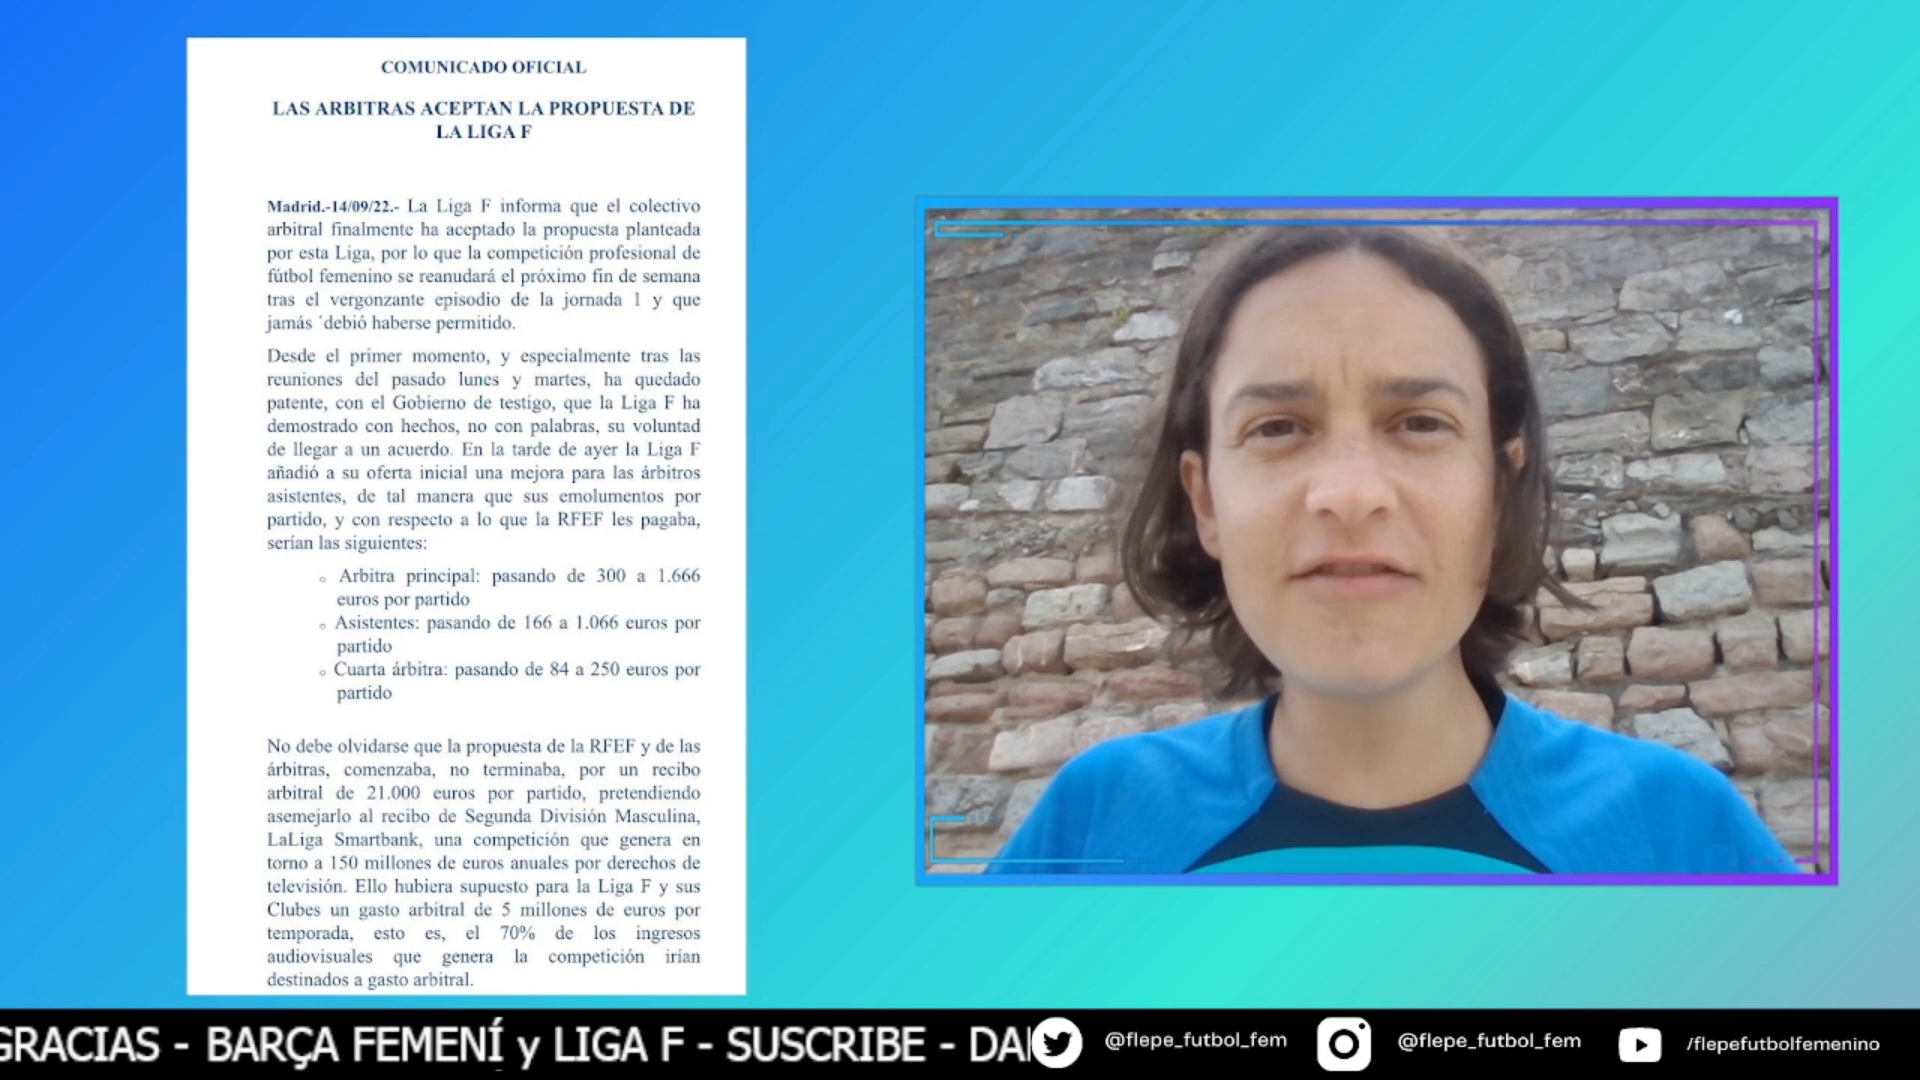 COMUNICADO OFICIAL
LAS ARBITRAS ACEPTAN LA PROPUESTA DE
LA LIGA F
Madrid.-14/09/22.- La Liga F informa que el colectivo
arbitral finalmente ha aceptado la propuesta planteada
por esta Liga, por lo que la competición profesional de
fútbol femenino se reanudará el próximo fin de semana
tras el vergonzante episodio de la jornada 1 y que
jamás ´debió haberse permitido.
Desde el primer momento, y especialmente tras las
reuniones del pasado lunes y martes, ha quedado
patente, con el Gobierno de testigo, que la Liga F ha
demostrado con hechos, no con palabras, su voluntad
de llegar a un acuerdo. En la tarde de ayer la Liga F
añadió a su oferta inicial una mejora para las árbitros
asistentes, de tal manera que sus emolumentos por
partido, y con respecto a lo que la RFEF les pagaba,
serían las siguientes:
◦ Arbitra principal: pasando de 300 a 1.666
euros por partido
◦ Asistentes: pasando de 166 a 1.066 euros por
partido
◦ Cuarta árbitra: pasando de 84 a 250 euros por
partido
No debe olvidarse que la propuesta de la RFEF y de las
árbitras, comenzaba, no terminaba, por un recibo
arbitral de 21.000 euros por partido, pretendiendo
asemejarlo al recibo de Segunda División Masculina,
LaLiga Smartbank, una competición que genera en
torno a 150 millones de euros anuales por derechos de
televisión. Ello hubiera supuesto para la Liga F y sus
Clubes un gasto arbitral de 5 millones de euros por
temporada, esto es, el 70% de los ingresos
audiovisuales que genera la competición irían
destinados a gasto arbitral.
GRACIAS - BARÇA FEMENÍ y LIGA F - SUSCRIBE - DA
@flepe_futbol_fem
@flepe_futbol_fem
/flepefutbolfemenino